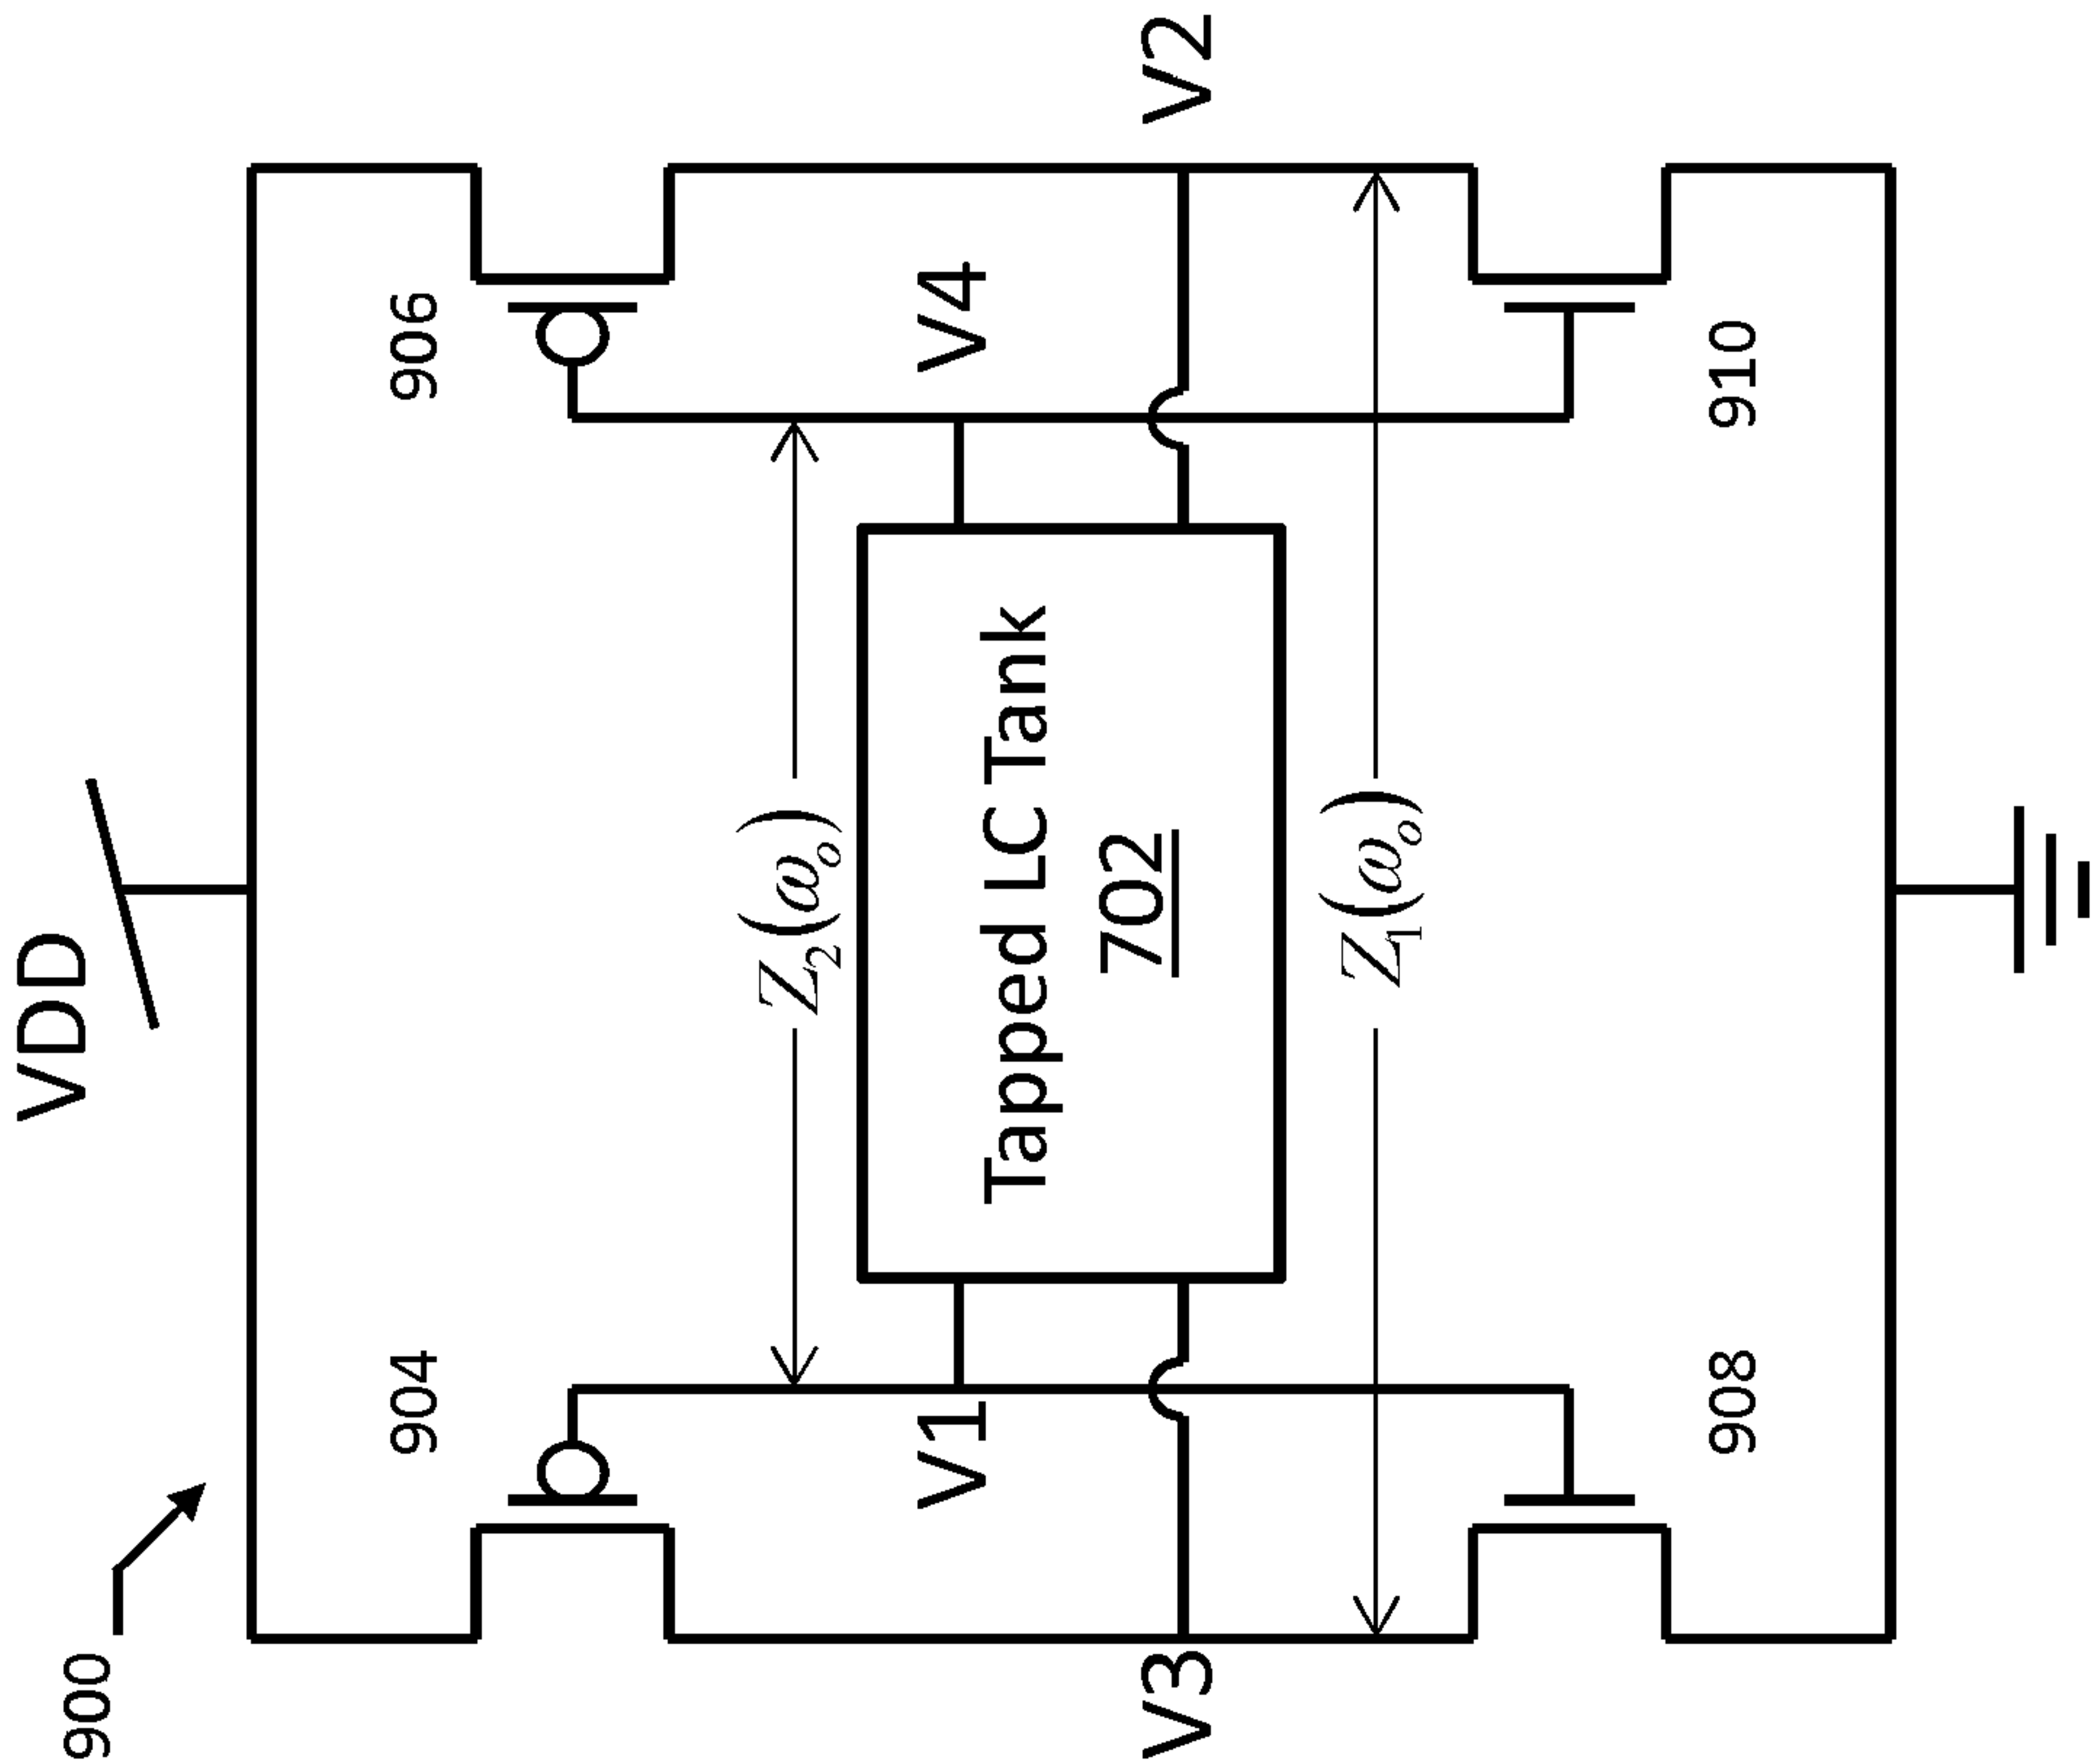 900
VDD
904
906
Z₂(ωₒ)
V1
V4
Tapped LC Tank
702
V3
V2
Z₁(ωₒ)
908
910